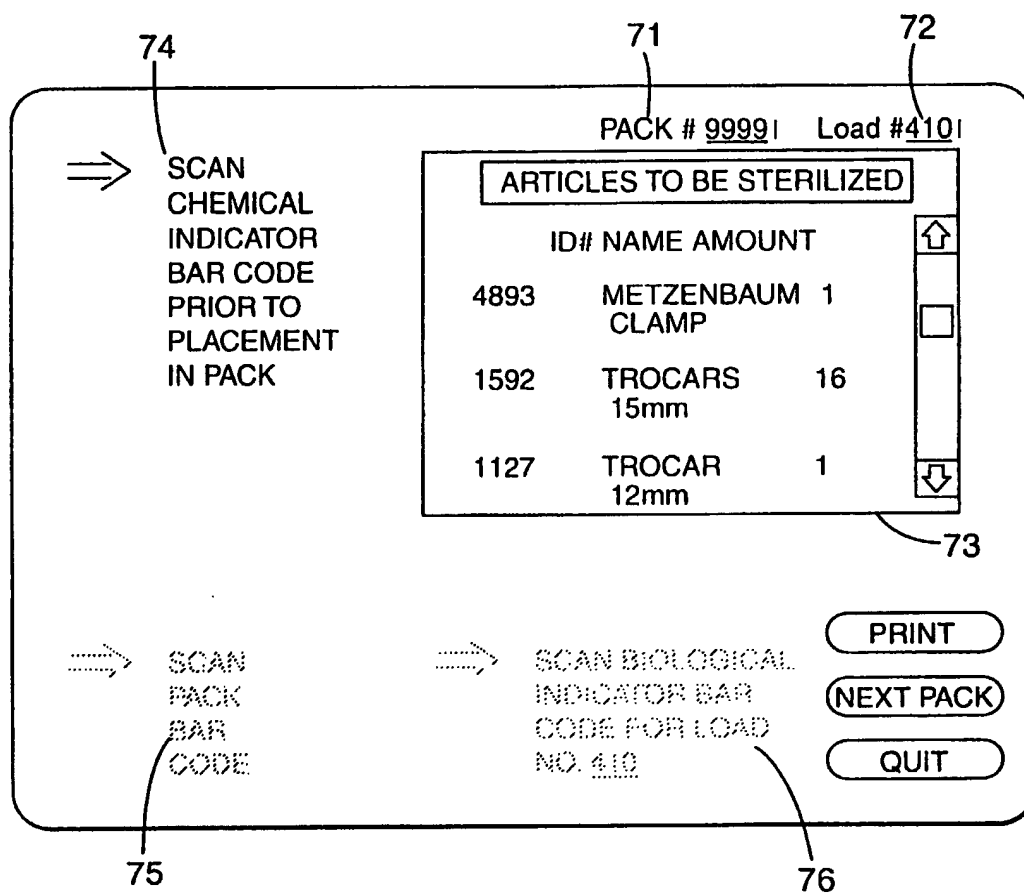 74
71
72
PACK # 9999 Load #410
SCAN
CHEMICAL
INDICATOR
BAR CODE
PRIOR TO
PLACEMENT
IN PACK
ARTICLES TO BE STERILIZED
ID# NAME AMOUNT
4893 METZENBAUM 1
CLAMP
1592 TROCARS 16
15mm
1127 TROCAR 1
12mm
73
SCAN
PACK
BAR
CODE
SCAN BIOLOGICAL
INDICATOR BAR
CODE FOR LOAD
NO. 410
PRINT
NEXT PACK
QUIT
75
76